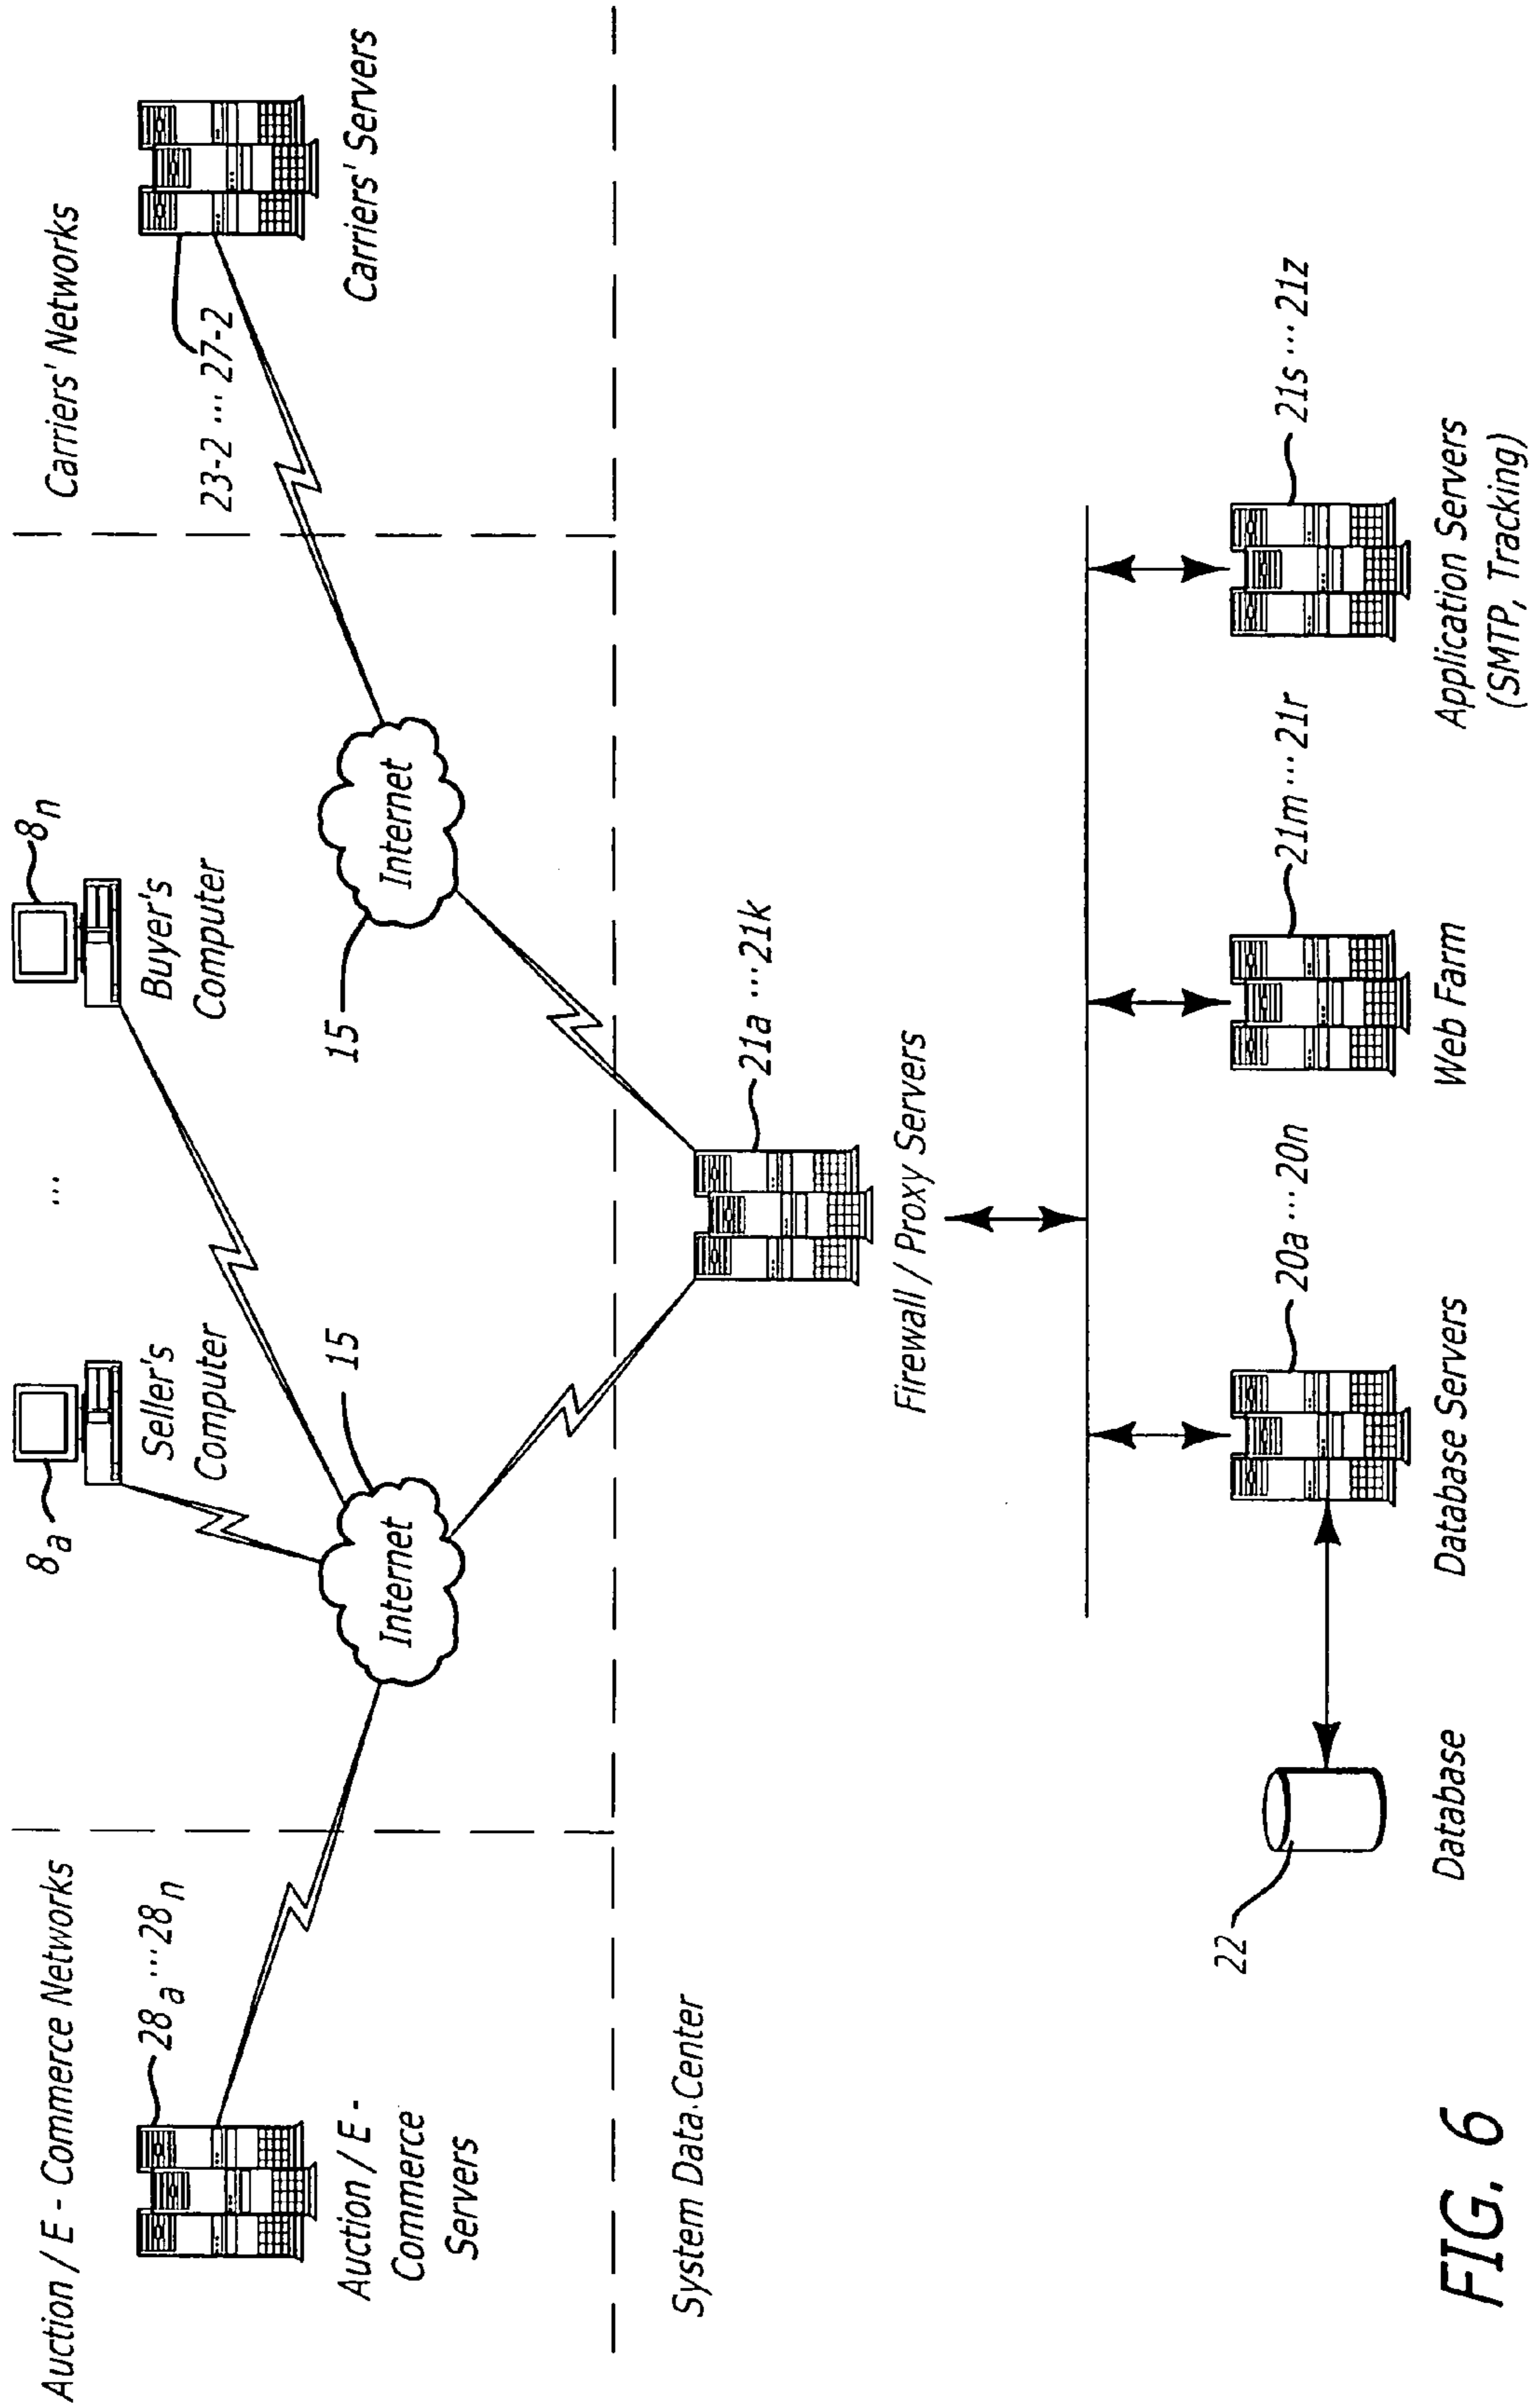 Auction / E - Commerce Networks
Carriers' Networks
8a
8n
...
28a ... 28n
Seller's
Computer
Buyer's
Computer
23-2 ... 27-2
Auction / E -
Commerce
Servers
15
15
Carriers' Servers
Internet
Internet
System Data Center
21a ... 21k
Firewall / Proxy Servers
22
20a ... 20n
21m ... 21r
21s ... 21z
Database
Database Servers
Web Farm
Application Servers
(SMTP, Tracking)
FIG. 6